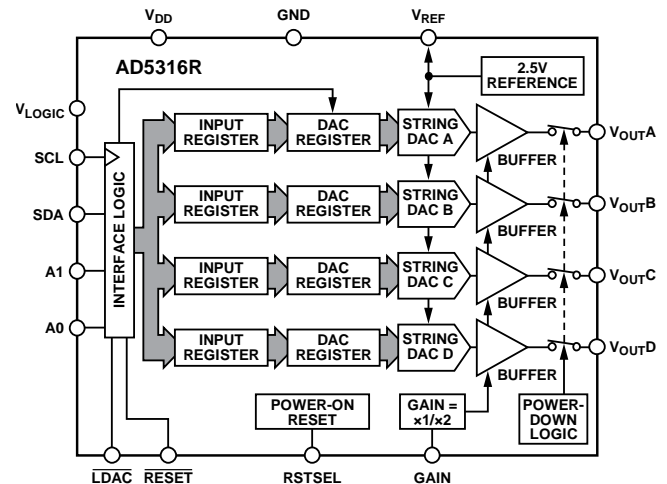 VDD
GND
VREF
AD5316R
2.5V
REFERENCE
VLOGIC
SCL
SDA
A1
A0
INTERFACE LOGIC
INPUT
REGISTER
DAC
REGISTER
STRING
DAC A
BUFFER
VOUTA
INPUT
REGISTER
DAC
REGISTER
STRING
DAC B
BUFFER
VOUTB
INPUT
REGISTER
DAC
REGISTER
STRING
DAC C
BUFFER
VOUTC
INPUT
REGISTER
DAC
REGISTER
STRING
DAC D
BUFFER
VOUTD
POWER-ON
RESET
GAIN =
×1/×2
POWER-
DOWN
LOGIC
LDAC
RESET
RSTSEL
GAIN